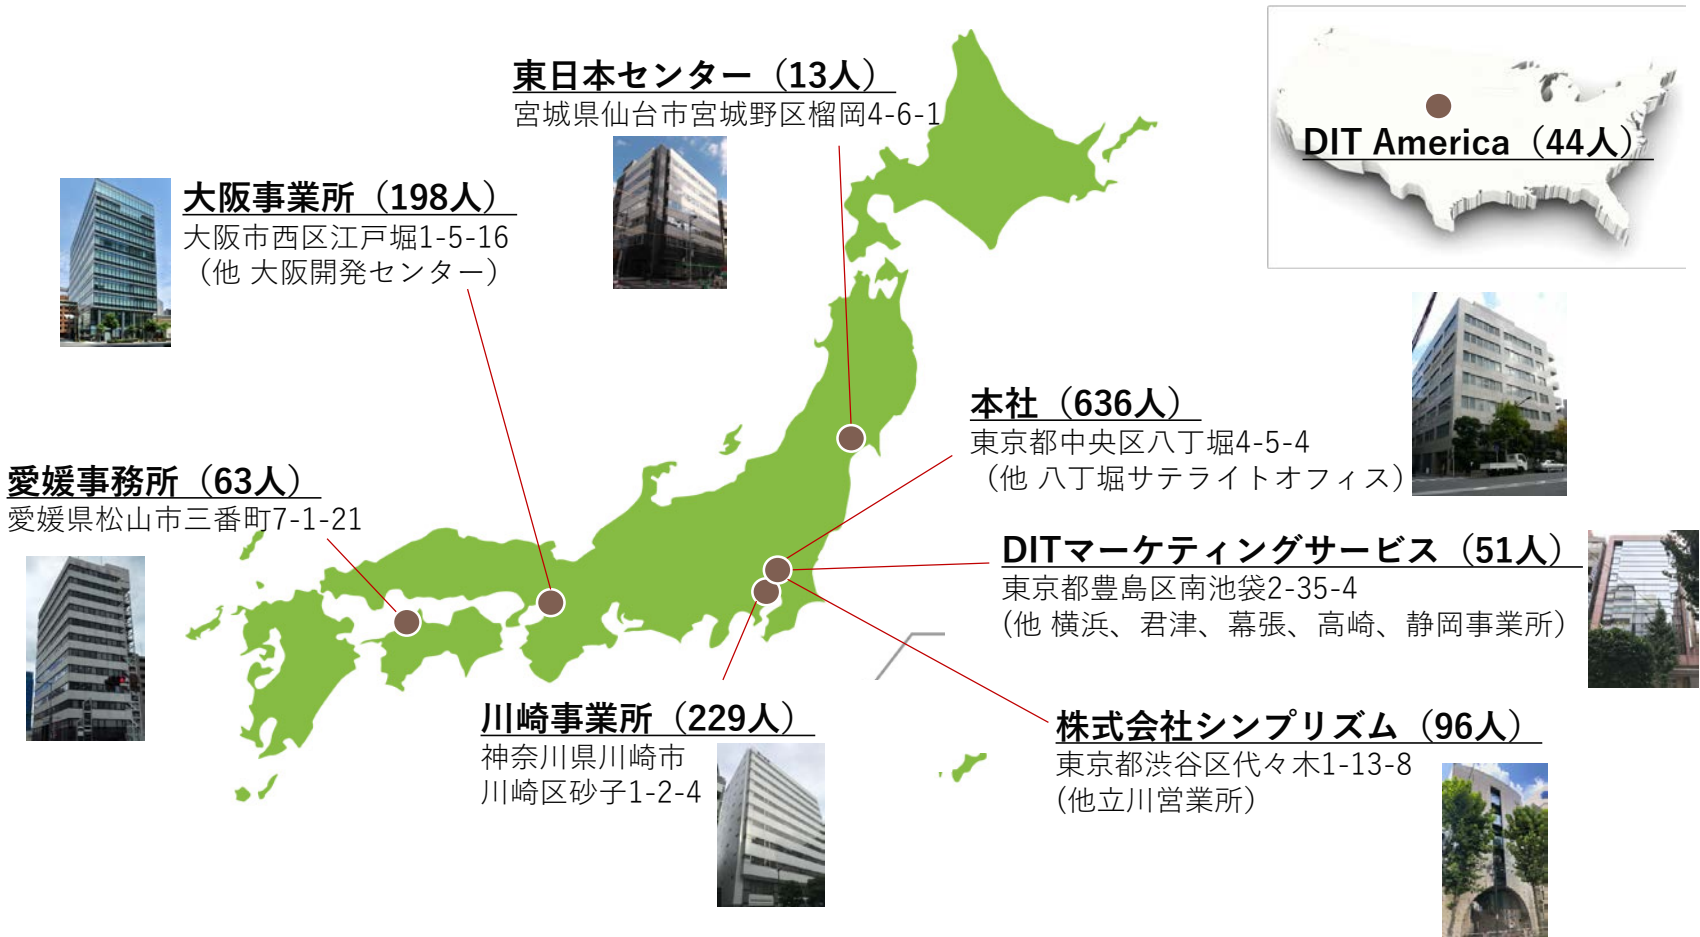 東日本センター（13人）
宮城県仙台市宮城野区榴岡4-6-1
DIT America（44人）
大阪事業所（198人）
大阪市西区江戸堀1-5-16
（他 大阪開発センター）
本社（636人）
東京都中央区八丁堀4-5-4
（他 八丁堀サテライトオフィス）
愛媛事務所（63人）
愛媛県松山市三番町7-1-21
DITマーケティングサービス（51人）
東京都豊島区南池袋2-35-4
(他 横浜、君津、幕張、高崎、静岡事業所）
川崎事業所（229人）
神奈川県川崎市
川崎区砂子1-2-4
株式会社シンプリズム（96人）
東京都渋谷区代々木1-13-8
(他立川営業所）